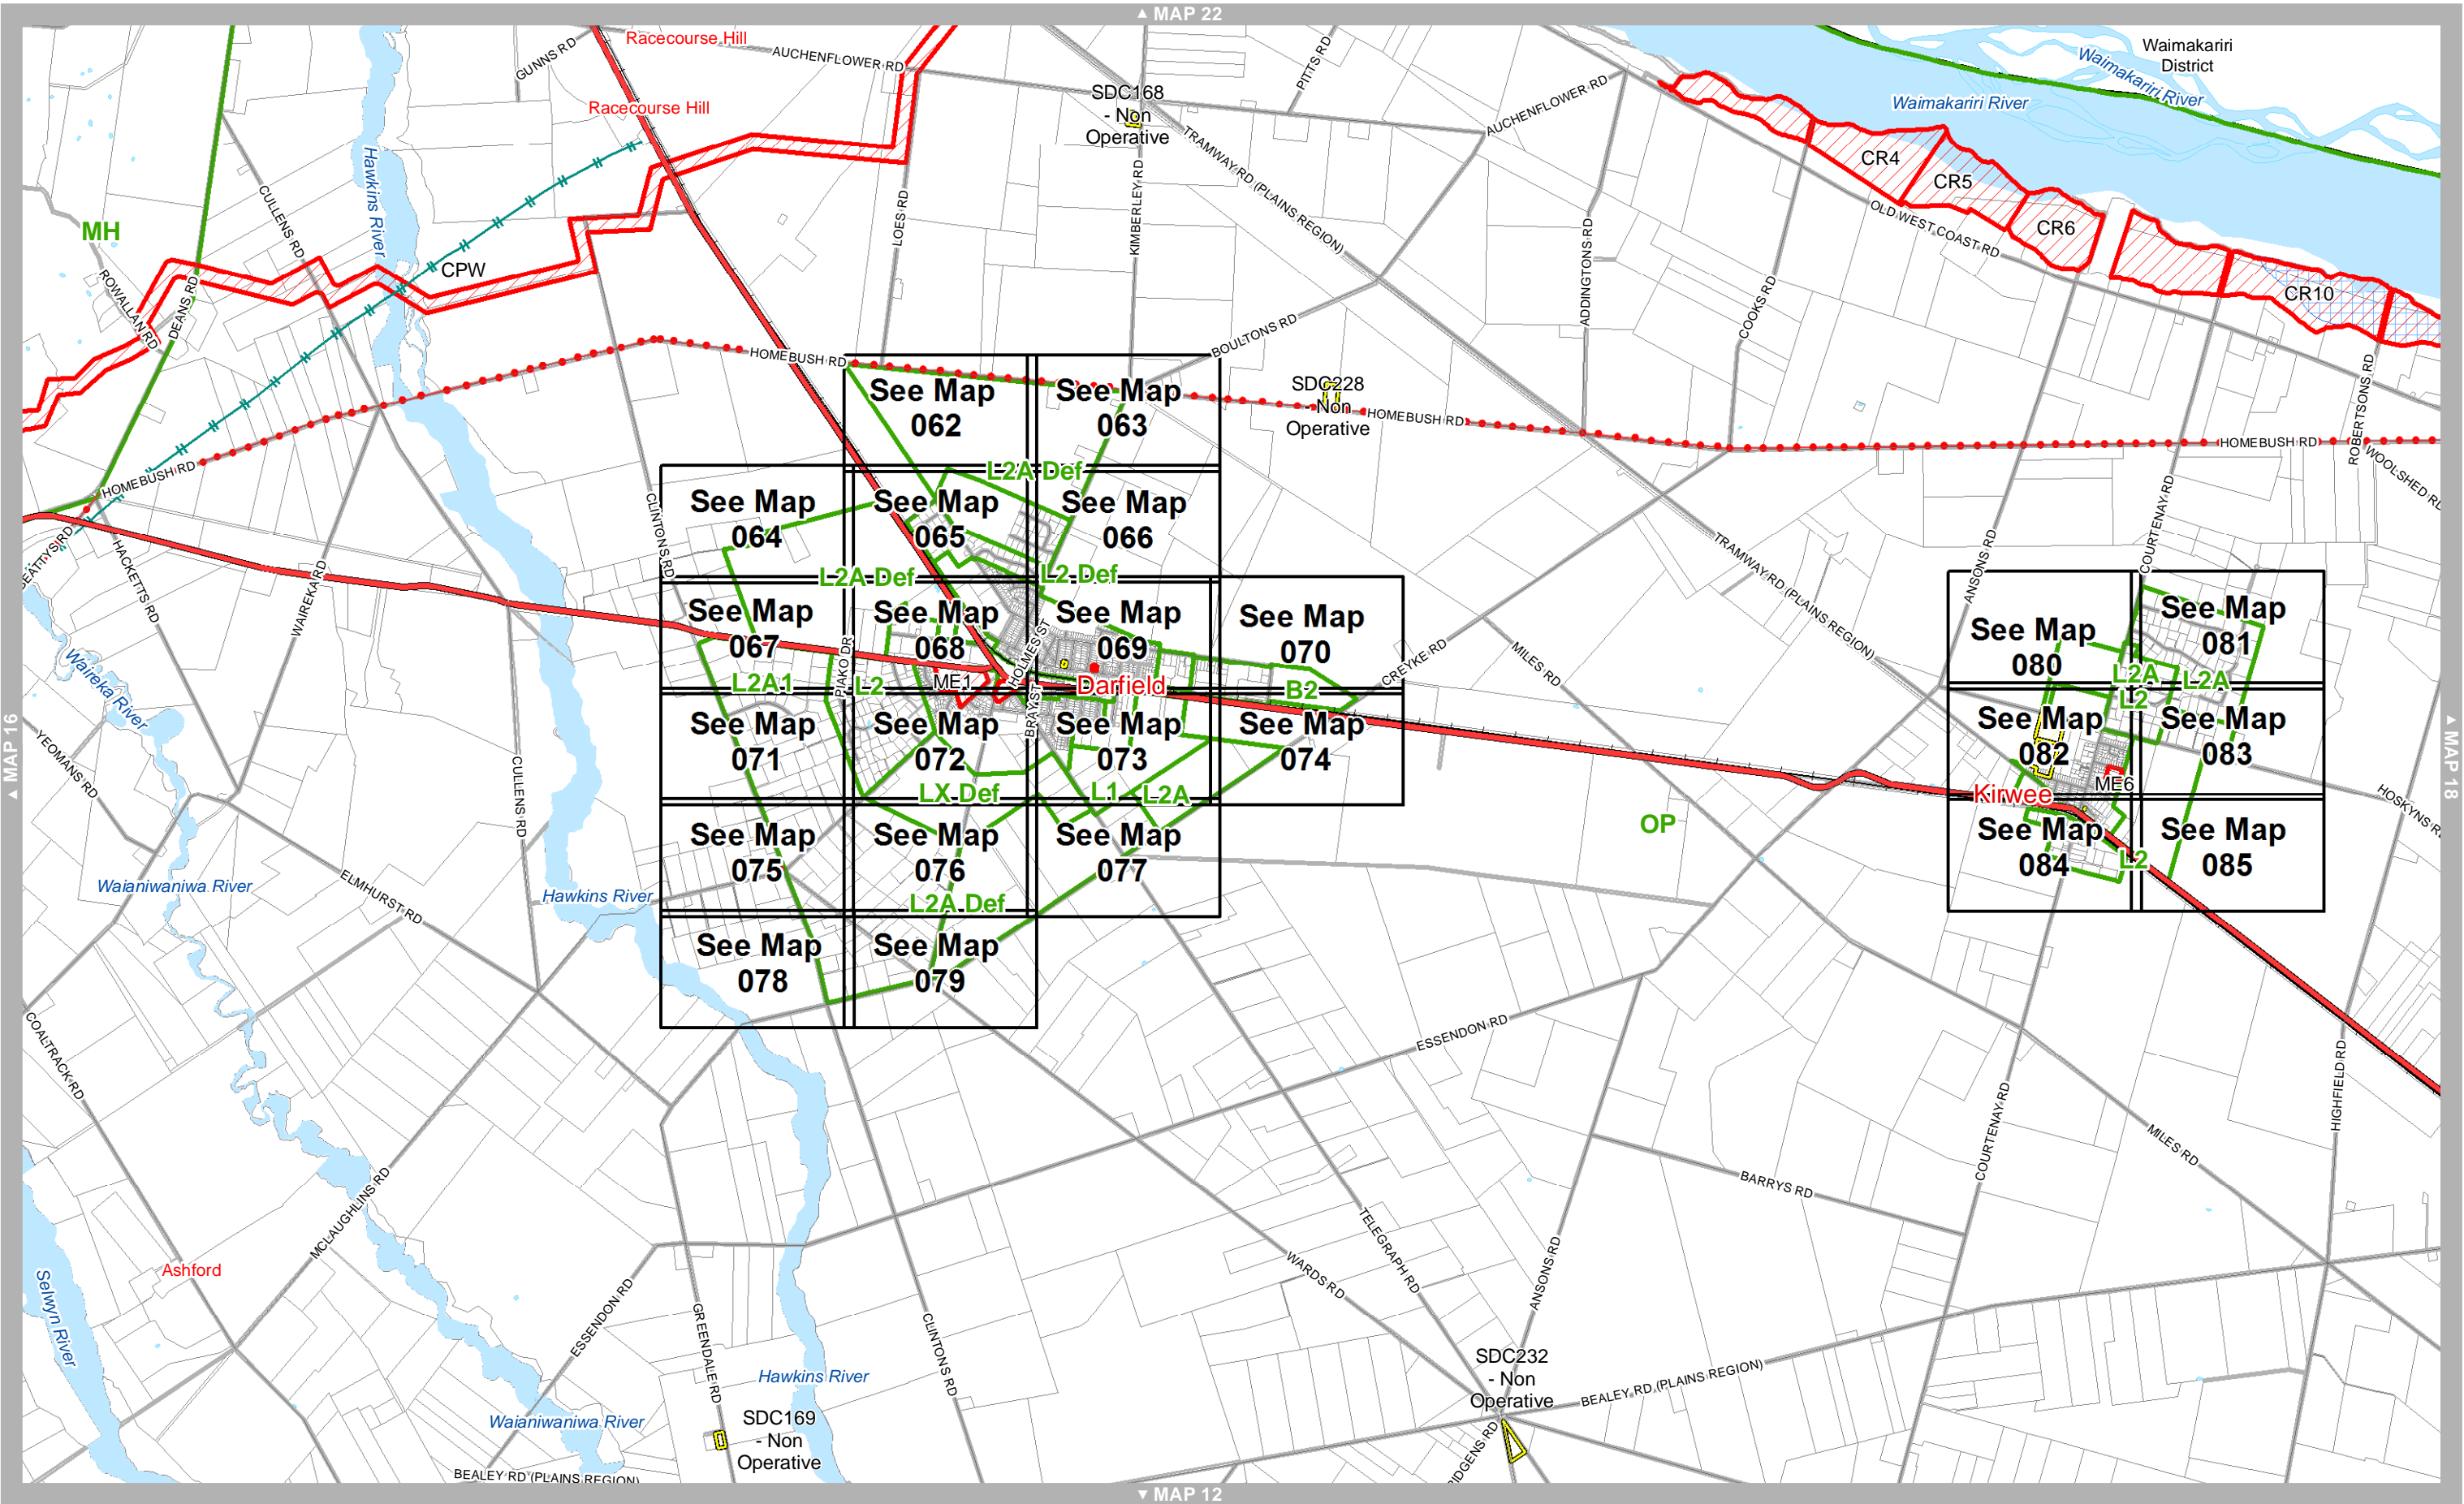 ▲ MAP 22
Racecourse Hill
GUNNS RD
AUCHENFLOWER RD
PITTS RD
Waimakariri
District
Waimakariri River
Waimakariri River
Racecourse Hill
SDC168
- Non
Operative
AUCHENFLOWER RD
TRAMWAY RD (PLAINS REGION)
KIMBERLEY RD
CR4
CR5
CR6
CR10
OLD WEST COAST RD
Hawkins River
CULLENS RD
LOES RD
MH
CPW
ROWALLAN RD
DEANS RD
ADDINGTONS RD
COOKS RD
BOULTONS RD
HOMEBUSH RD
SDC228
- Non
Operative
HOMEBUSH RD
HOMEBUSH RD
ROBERTSONS RD
WOOLSHED RD
HOMEBUSH RD
See Map
062
See Map
063
L2A Def
See Map
064
See Map
065
See Map
066
CLINTONS RD
L2A Def
L2 Def
HACKETTS RD
WAIREKA RD
See Map
067
See Map
068
See Map
069
See Map
070
PIAKO DR
HOLMES ST
BRAY ST
ME1
Darfield
L2A1
L2
B2
CREYKE RD
MILES RD
TRAMWAY RD (PLAINS REGION)
ANSONS RD
COURTENAY RD
See Map
080
See Map
081
L2A
L2A
L2
See Map
071
See Map
072
See Map
073
See Map
074
See Map
082
See Map
083
ME6
Kirwee
LX Def
L1
L2A
OP
HOSKYNS RD
See Map
075
See Map
076
See Map
077
See Map
084
See Map
085
L2
L2A Def
See Map
078
See Map
079
▲ MAP 16
▲ MAP 18
Waireka River
YEOMANS RD
CULLENS RD
Waianiwaniwa River
ELMHURST RD
Hawkins River
COALTRACK RD
ESSENDON RD
COURTENAY RD
HIGHFIELD RD
MILES RD
BARRYS RD
MCLAUGHLINS RD
Ashford
Selwyn River
ESSENDON RD
GREENDALE RD
CLINTONS RD
WARDS RD
TELEGRAPH RD
ANSONS RD
Hawkins River
SDC232
- Non
Operative
BEALEY RD (PLAINS REGION)
Waianiwaniwa River
SDC169
- Non
Operative
BEALEY RD (PLAINS REGION)
▼ MAP 12